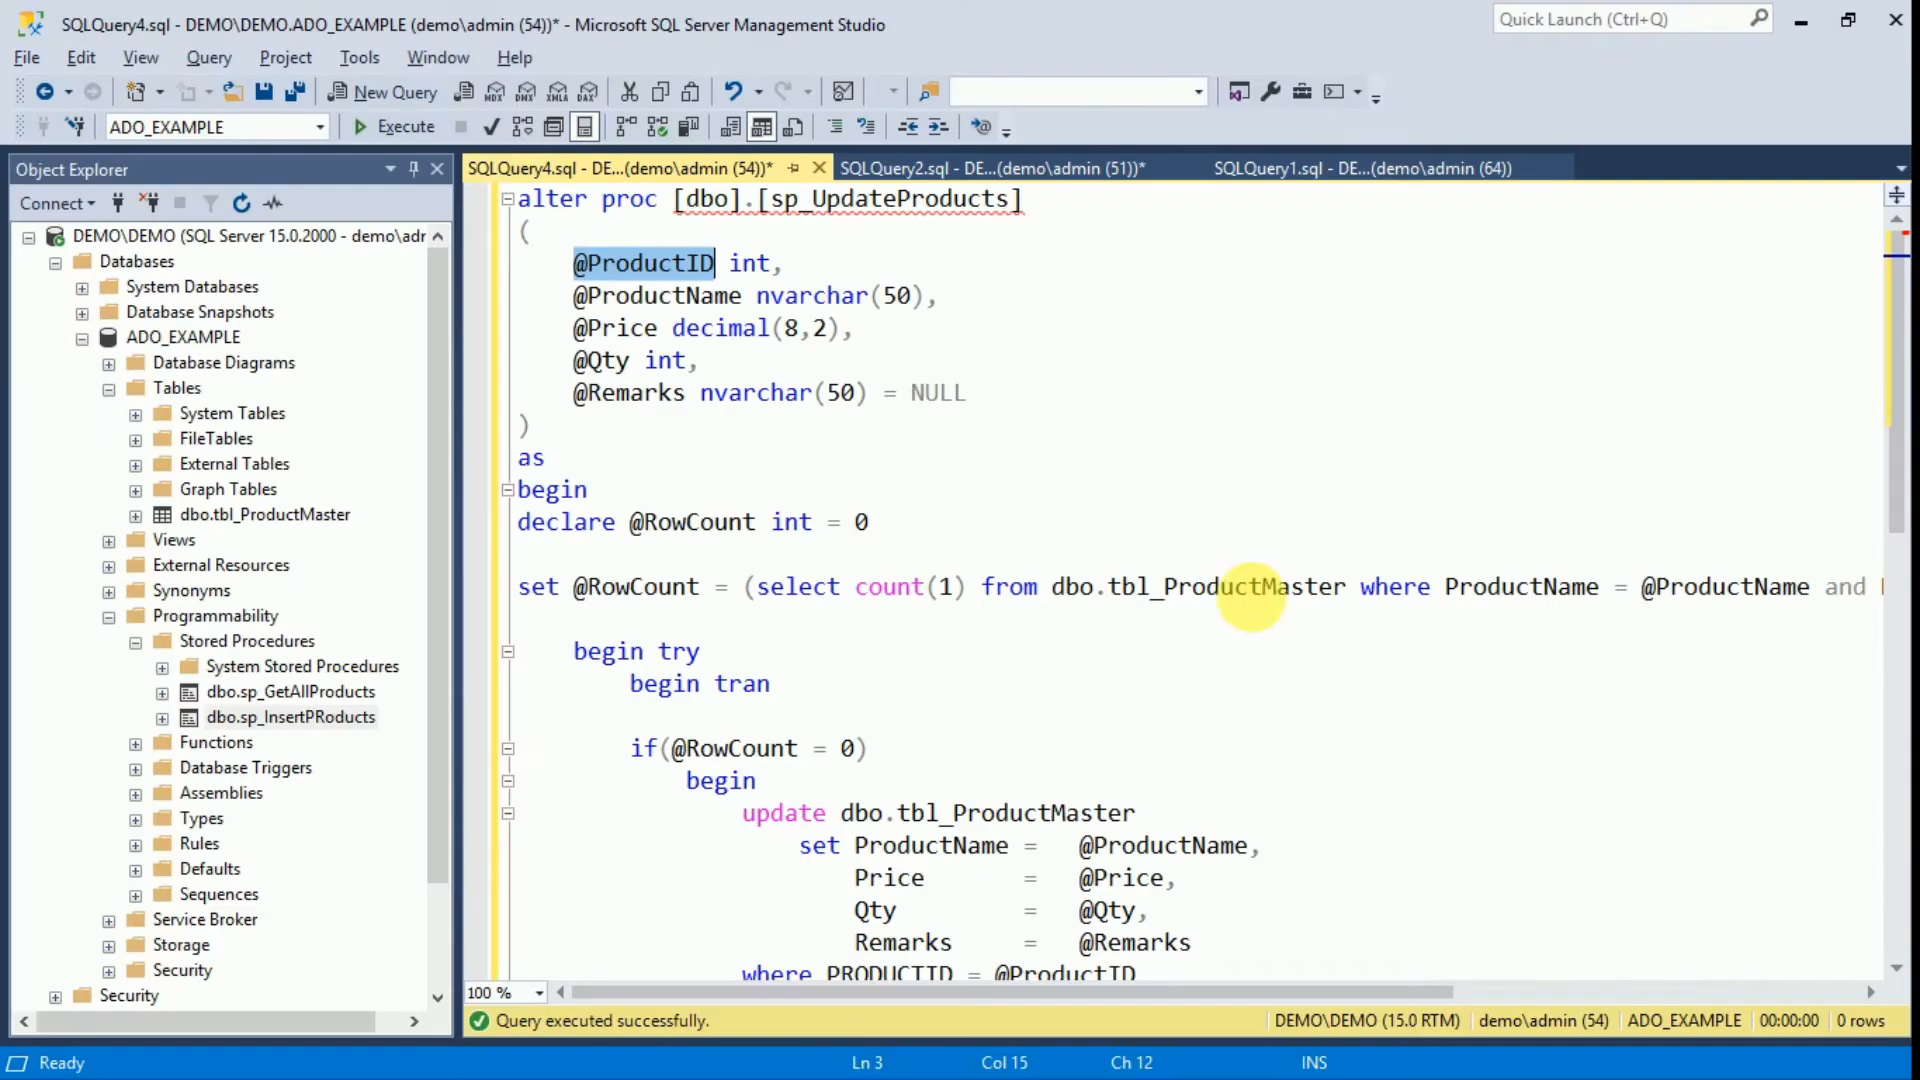 SQLQuery4.sql - DEMO\DEMO.ADO_EXAMPLE (demo\admin (54))* - Microsoft SQL Server Management Studio
Quick Launch (Ctrl+Q)
File Edit View Query Project Tools Window Help
New Query MDX DMX XMLA DAX
ADO_EXAMPLE Execute
Object Explorer
Connect
DEMO\DEMO (SQL Server 15.0.2000 - demo\adr
Databases
System Databases
Database Snapshots
ADO_EXAMPLE
Database Diagrams
Tables
System Tables
FileTables
External Tables
Graph Tables
dbo.tbl_ProductMaster
Views
External Resources
Synonyms
Programmability
Stored Procedures
System Stored Procedures
dbo.sp_GetAllProducts
dbo.sp_InsertPRoducts
Functions
Database Triggers
Assemblies
Types
Rules
Defaults
Sequences
Service Broker
Storage
Security
Security
SQLQuery4.sql - DE...(demo\admin (54))* SQLQuery2.sql - DE...(demo\admin (51))* SQLQuery1.sql - DE...(demo\admin (64))
alter proc [dbo].[sp_UpdateProducts]
(
@ProductID int,
@ProductName nvarchar(50),
@Price decimal(8,2),
@Qty int,
@Remarks nvarchar(50) = NULL
)
as
begin
declare @RowCount int = 0
set @RowCount = (select count(1) from dbo.tbl_ProductMaster where ProductName = @ProductName and
begin try
begin tran
if(@RowCount = 0)
begin
update dbo.tbl_ProductMaster
set ProductName = @ProductName,
Price = @Price,
Qty = @Qty,
Remarks = @Remarks
where PRODUCTID = @ProductID
100 %
Query executed successfully. DEMO\DEMO (15.0 RTM) demo\admin (54) ADO_EXAMPLE 00:00:00 0 rows
Ready Ln 3 Col 15 Ch 12 INS